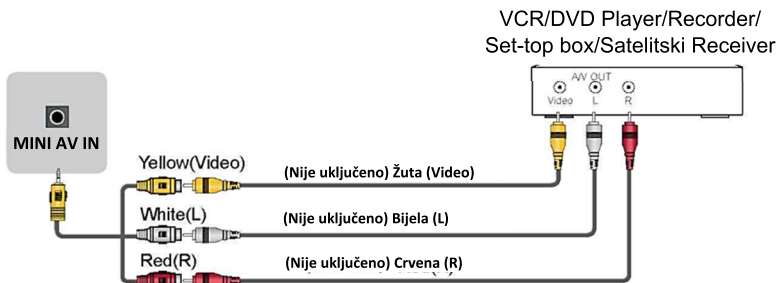 VCR/DVD Player/Recorder/
Set-top box/Satelitski Receiver
A/V OUT
Video L R
MINI AV IN
Yellow(Video)
(Nije uključeno) Žuta (Video)
White(L)
(Nije uključeno) Bijela (L)
Red(R)
(Nije uključeno) Crvena (R)